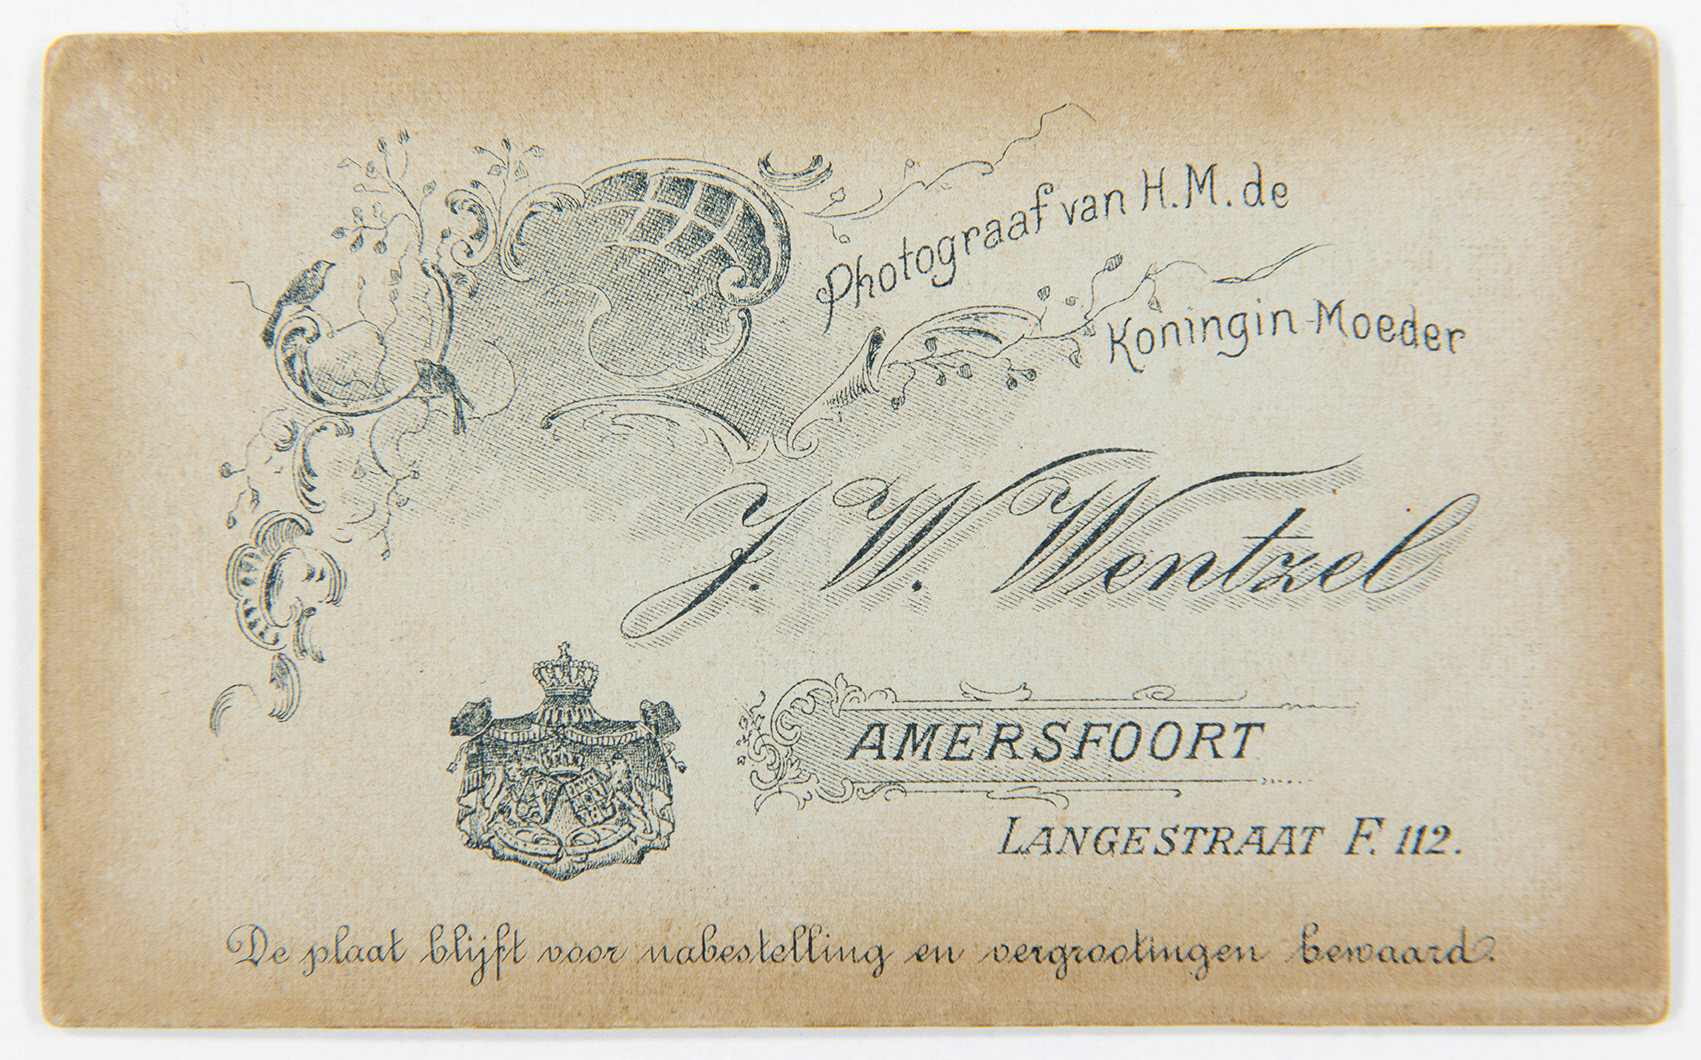 Photograaf van H.M. de
Koningin-Moeder
J. W. Wentzel
AMERSFOORT
LANGESTRAAT F. 112.
De plaat blijft voor nabestelling en vergrootingen bewaard.